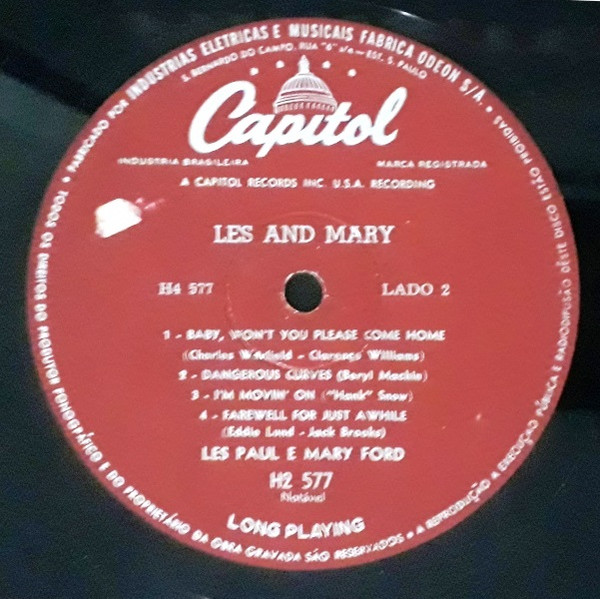 FABRICADO POR INDUSTRIAS ELETRICAS E MUSICAIS FABRICA ODEON S/A.
S. BERNARDO DO CAMPO, RUA "6" s/n - EST. S. PAULO
Capitol
INDUSTRIA BRASILEIRA MARCA REGISTRADA
A CAPITOL RECORDS INC. U.S.A. RECORDING
LES AND MARY
H4 577 LADO 2
1 - BABY, WON'T YOU PLEASE COME HOME
(Charles Warfield - Clarence Williams)
2 - DANGEROUS CURVES (Beryl Mackie)
3 - I'M MOVIN' ON ("Hank" Snow)
4 - FAREWELL FOR JUST AWHILE
(Eddie Lund - Jack Brooks)
LES PAUL E MARY FORD
H2 577
LONG PLAYING
TODOS OS DIREITOS DO PRODUTOR FONOGRÁFICO E DO PROPRIETÁRIO DA OBRA GRAVADA SÃO RESERVADOS • A REPRODUÇÃO A EXECUÇÃO PÚBLICA E RADIODIFUSÃO DÊSTE DISCO ESTÃO PROIBIDAS